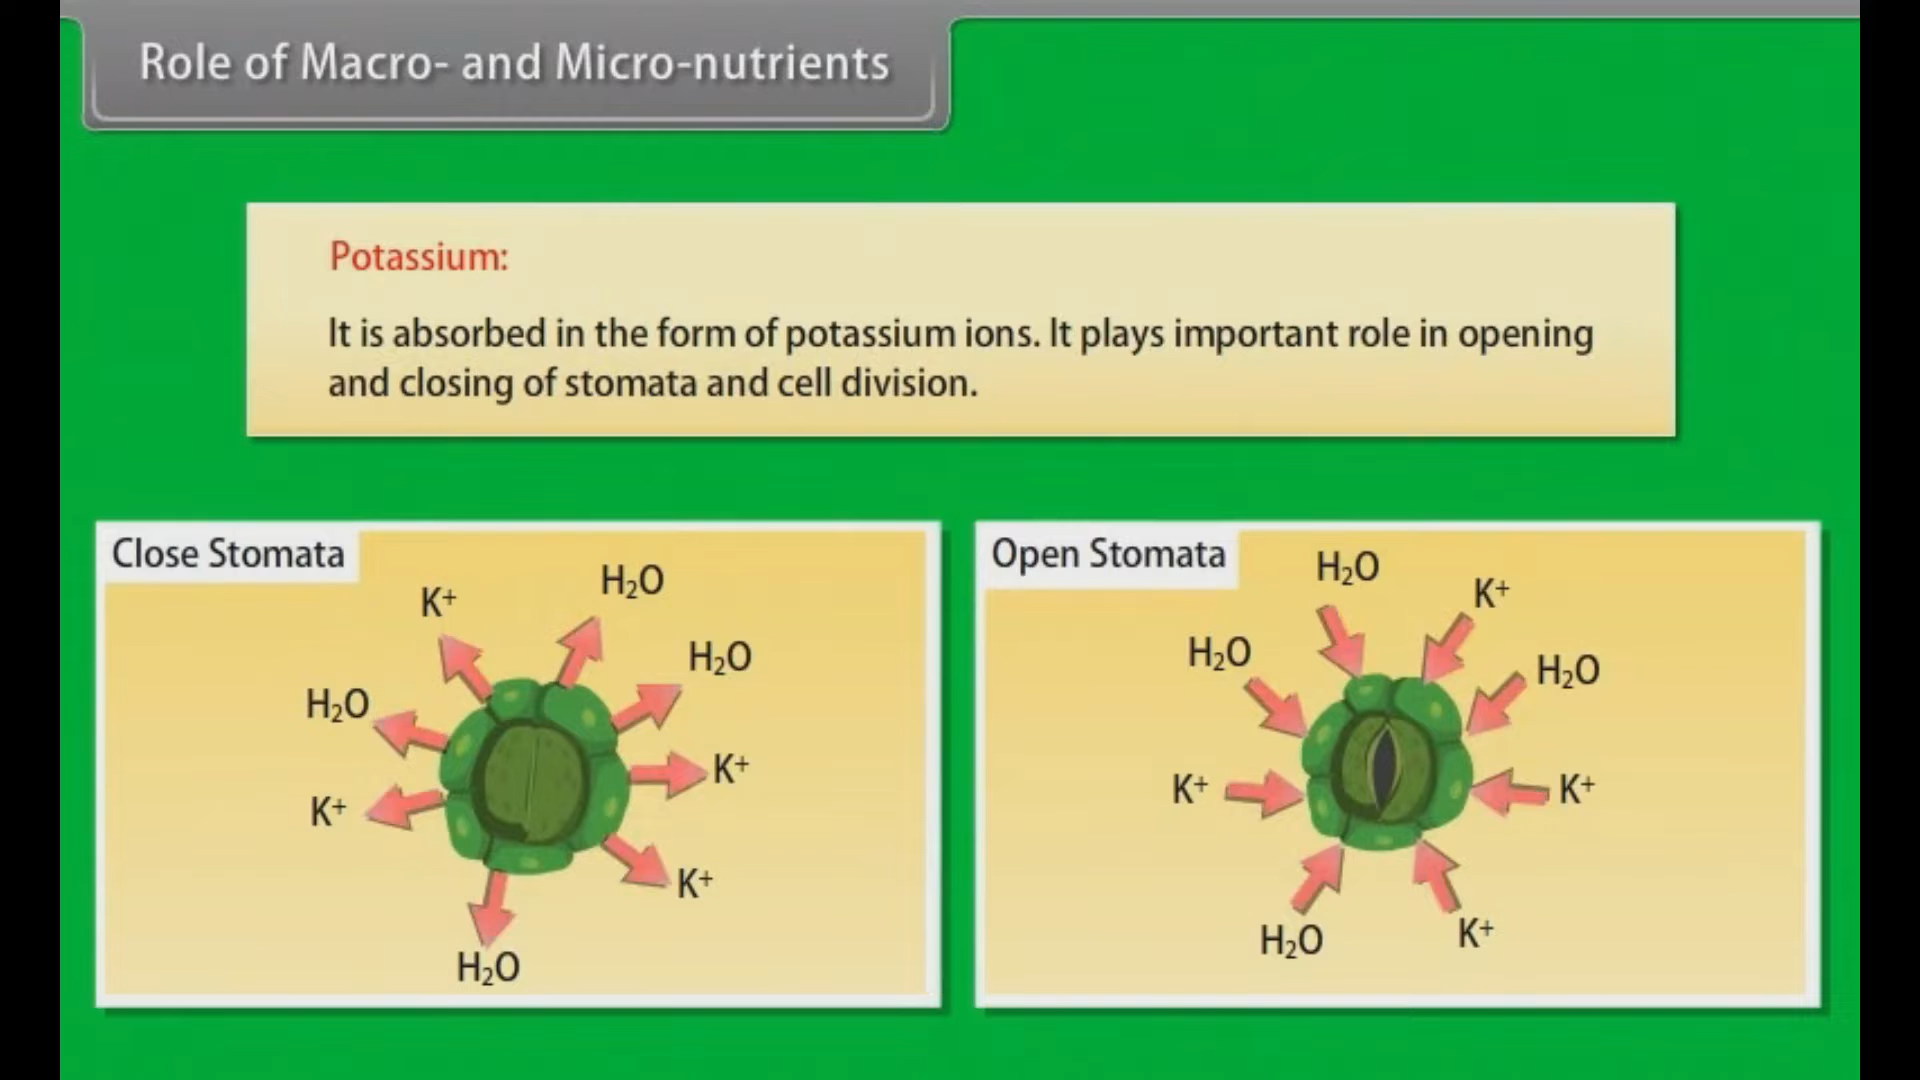 Role of Macro- and Micro-nutrients
Potassium:
It is absorbed in the form of potassium ions. It plays important role in opening
and closing of stomata and cell division.
Close Stomata
K⁺
H₂O
H₂O
H₂O
K⁺
K⁺
K⁺
H₂O
Open Stomata
H₂O
K⁺
H₂O
H₂O
K⁺
K⁺
H₂O
K⁺